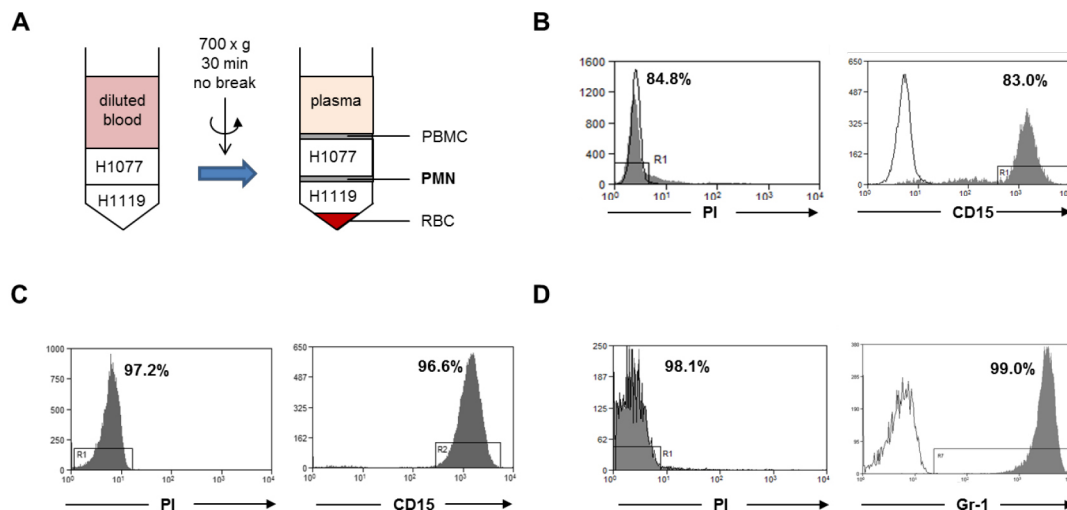 A
700 x g
30 min
no break
diluted
blood
H1077
H1119
plasma
H1077
H1119
PBMC
PMN
RBC
B
1600
1200
800
400
0
84.8%
R1
10⁰ 10¹ 10² 10³ 10⁴
PI
650
487
325
162
0
83.0%
R1
10⁰ 10¹ 10² 10³
CD15
C
1000
750
500
250
0
97.2%
R1
10⁰ 10¹ 10² 10³ 10⁴
PI
650
487
325
162
0
96.6%
R2
10⁰ 10¹ 10² 10³ 10⁴
CD15
D
250
187
125
62
0
98.1%
R1
10⁰ 10¹ 10² 10³ 10⁴
PI
99.0%
10⁰ 10¹ 10² 10³
Gr-1